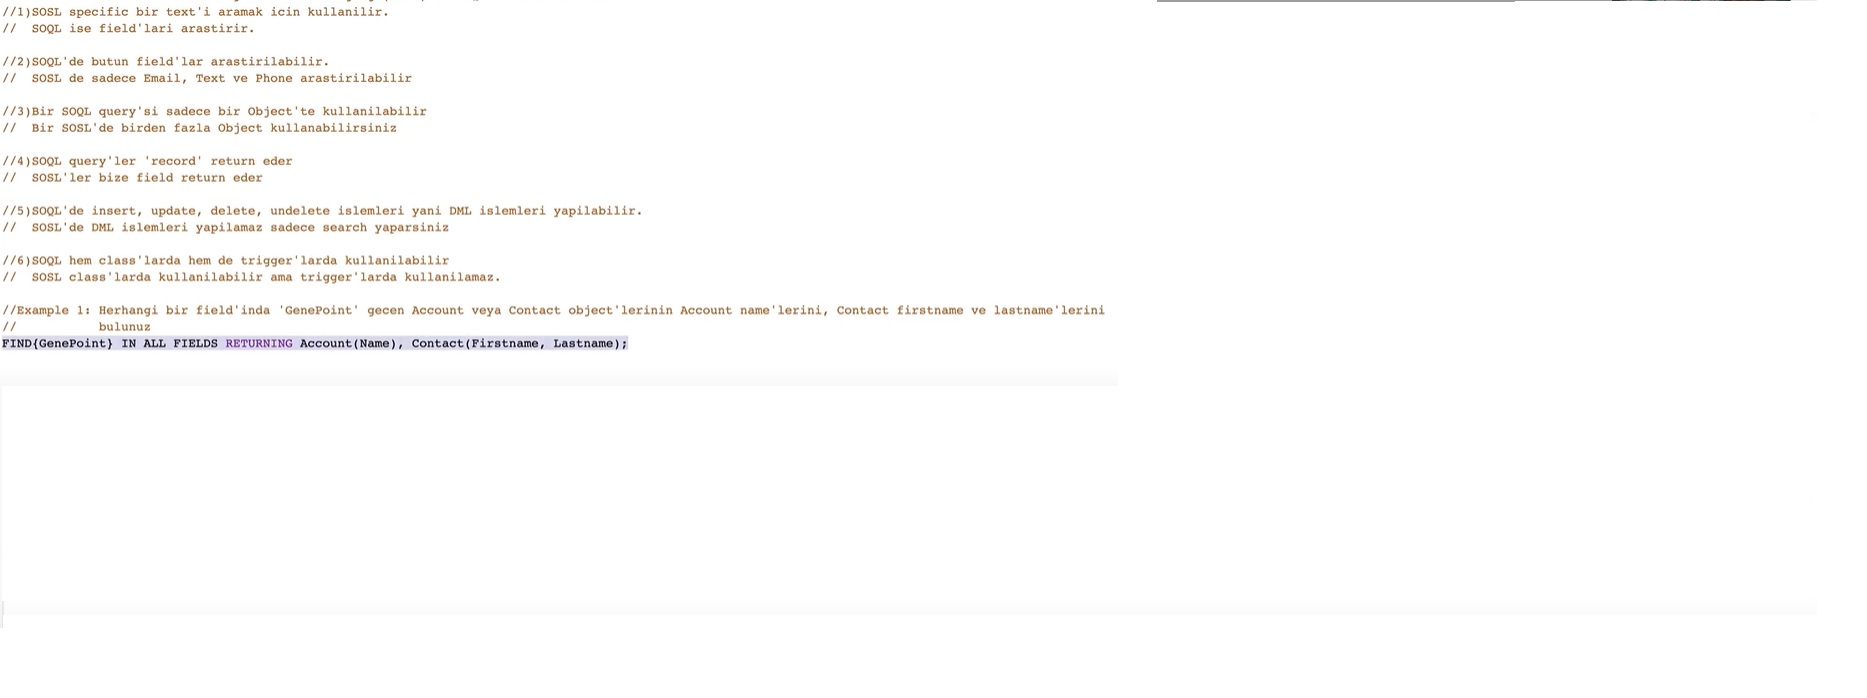 //1)SOSL specific bir text'i aramak icin kullanilir.
//  SOQL ise field'lari arastirir.
//2)SOQL'de butun field'lar arastirilabilir.
//  SOSL de sadece Email, Text ve Phone arastirilabilir
//3)Bir SOQL query'si sadece bir Object'te kullanilabilir
//  Bir SOSL'de birden fazla Object kullanabilirsiniz
//4)SOQL query'ler 'record' return eder
//  SOSL'ler bize field return eder
//5)SOQL'de insert, update, delete, undelete islemleri yani DML islemleri yapilabilir.
//  SOSL'de DML islemleri yapilamaz sadece search yaparsiniz
//6)SOQL hem class'larda hem de trigger'larda kullanilabilir
//  SOSL class'larda kullanilabilir ama trigger'larda kullanilamaz.
//Example 1: Herhangi bir field'inda 'GenePoint' gecen Account veya Contact object'lerinin Account name'lerini, Contact firstname ve lastname'lerini
//           bulunuz
FIND{GenePoint} IN ALL FIELDS RETURNING Account(Name), Contact(Firstname, Lastname);